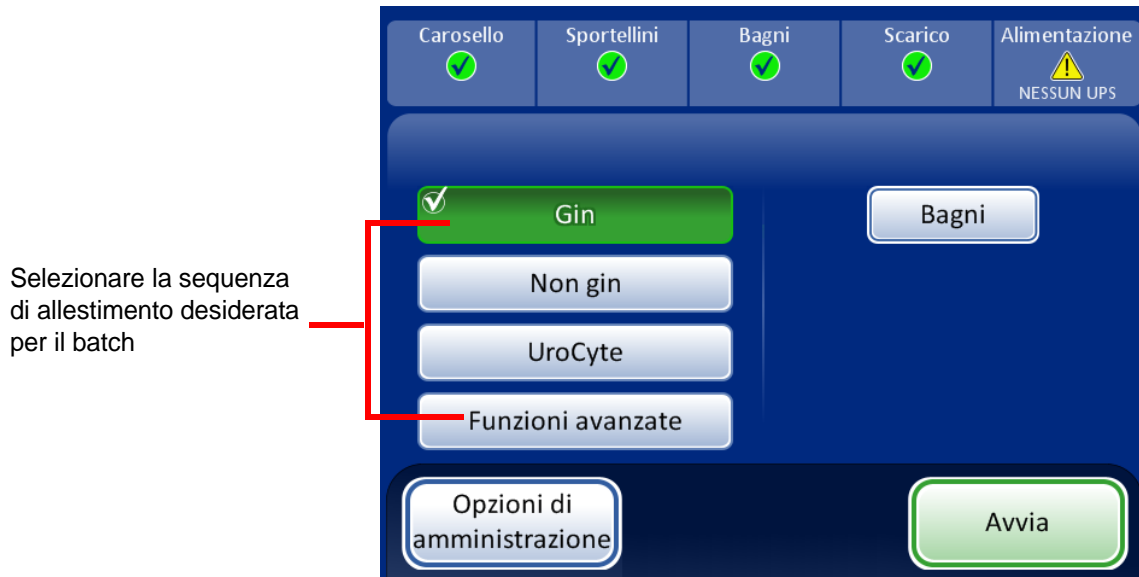 Carosello
Sportellini
Bagni
Scarico
Alimentazione
NESSUN UPS
Selezionare la sequenza
di allestimento desiderata
per il batch
Gin
Non gin
UroCyte
Funzioni avanzate
Bagni
Opzioni di
amministrazione
Avvia